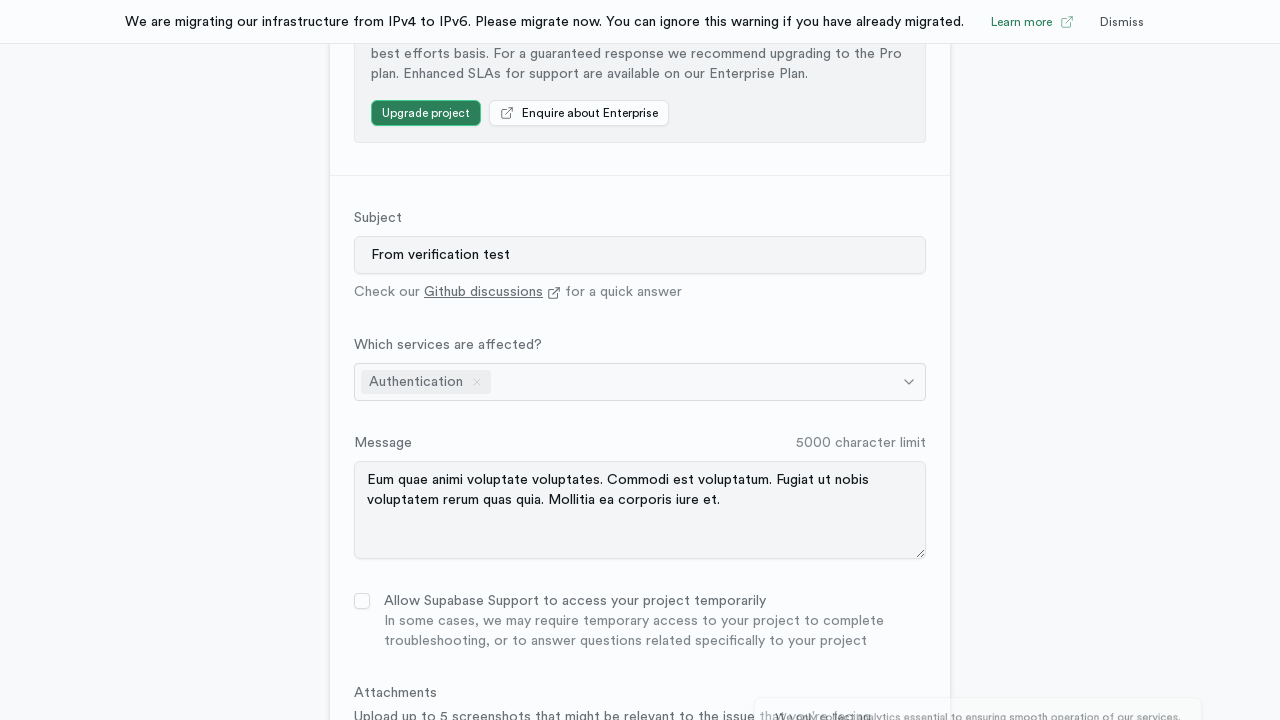 We are migrating our infrastructure from IPv4 to IPv6. Please migrate now. You can ignore this warning if you have already migrated.
Learn more
Dismiss
best efforts basis. For a guaranteed response we recommend upgrading to the Pro
plan. Enhanced SLAs for support are available on our Enterprise Plan.
Upgrade project
Enquire about Enterprise
Subject
From verification test
Check our Github discussions for a quick answer
Which services are affected?
Authentication
Message
5000 character limit
Eum quae animi voluptate voluptates. Commodi est voluptatum. Fugiat ut nobis
voluptatem rerum quas quia. Mollitia ea corporis iure et.
Allow Supabase Support to access your project temporarily
In some cases, we may require temporary access to your project to complete
troubleshooting, or to answer questions related specifically to your project
Attachments
Upload up to 5 screenshots that might be relevant to the issue that you're facing
We only collect analytics essential to ensuring smooth operation of our services.